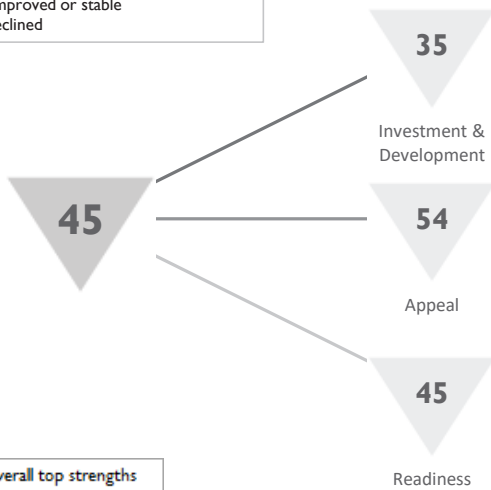 mproved or stable
eclined
35
Investment &
Development
45
54
Appeal
45
Readiness
verall top strengths